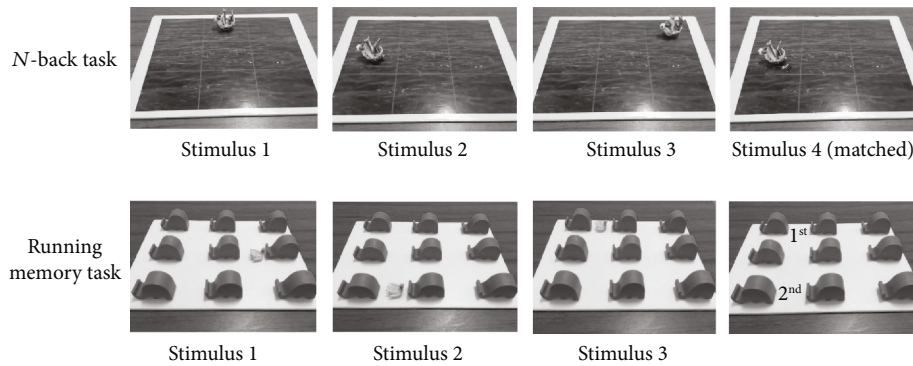 N-back task
Stimulus 1
Stimulus 2
Stimulus 3
Stimulus 4 (matched)
Running
memory task
1st
2nd
Stimulus 1
Stimulus 2
Stimulus 3